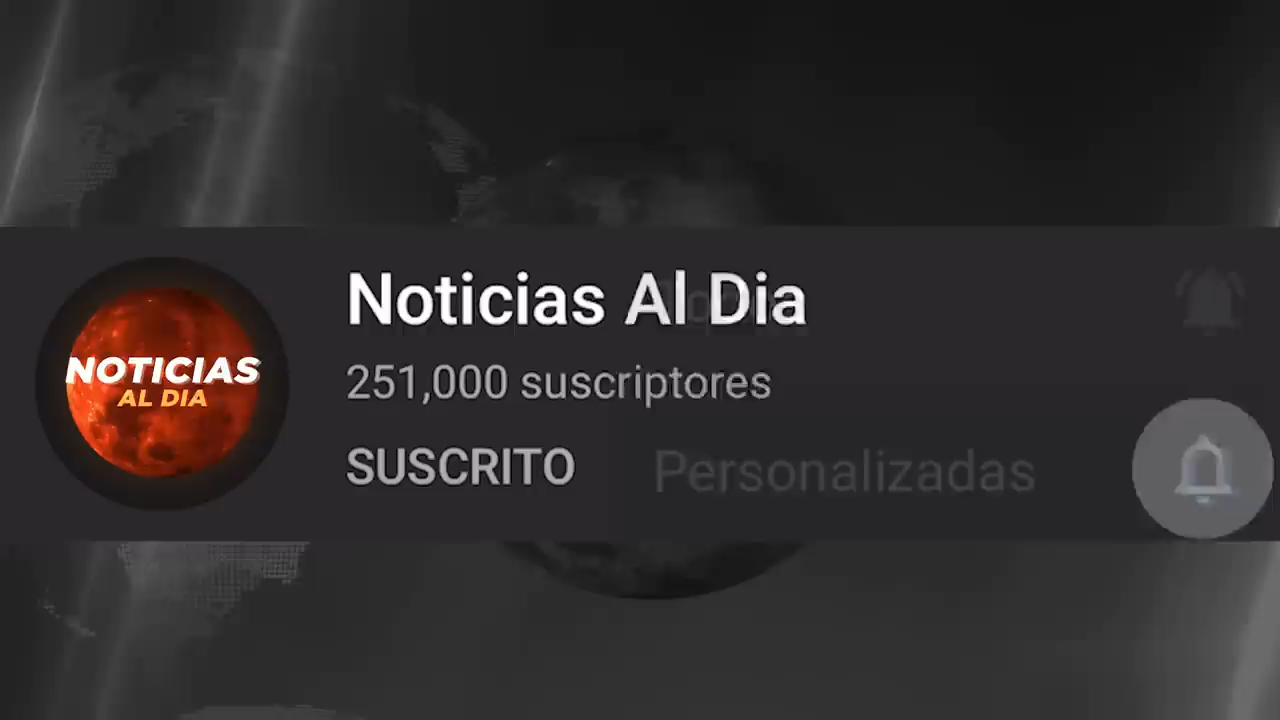 Noticias Al Dia
NOTICIAS
AL DIA
251,000 suscriptores
SUSCRITO
Personalizadas